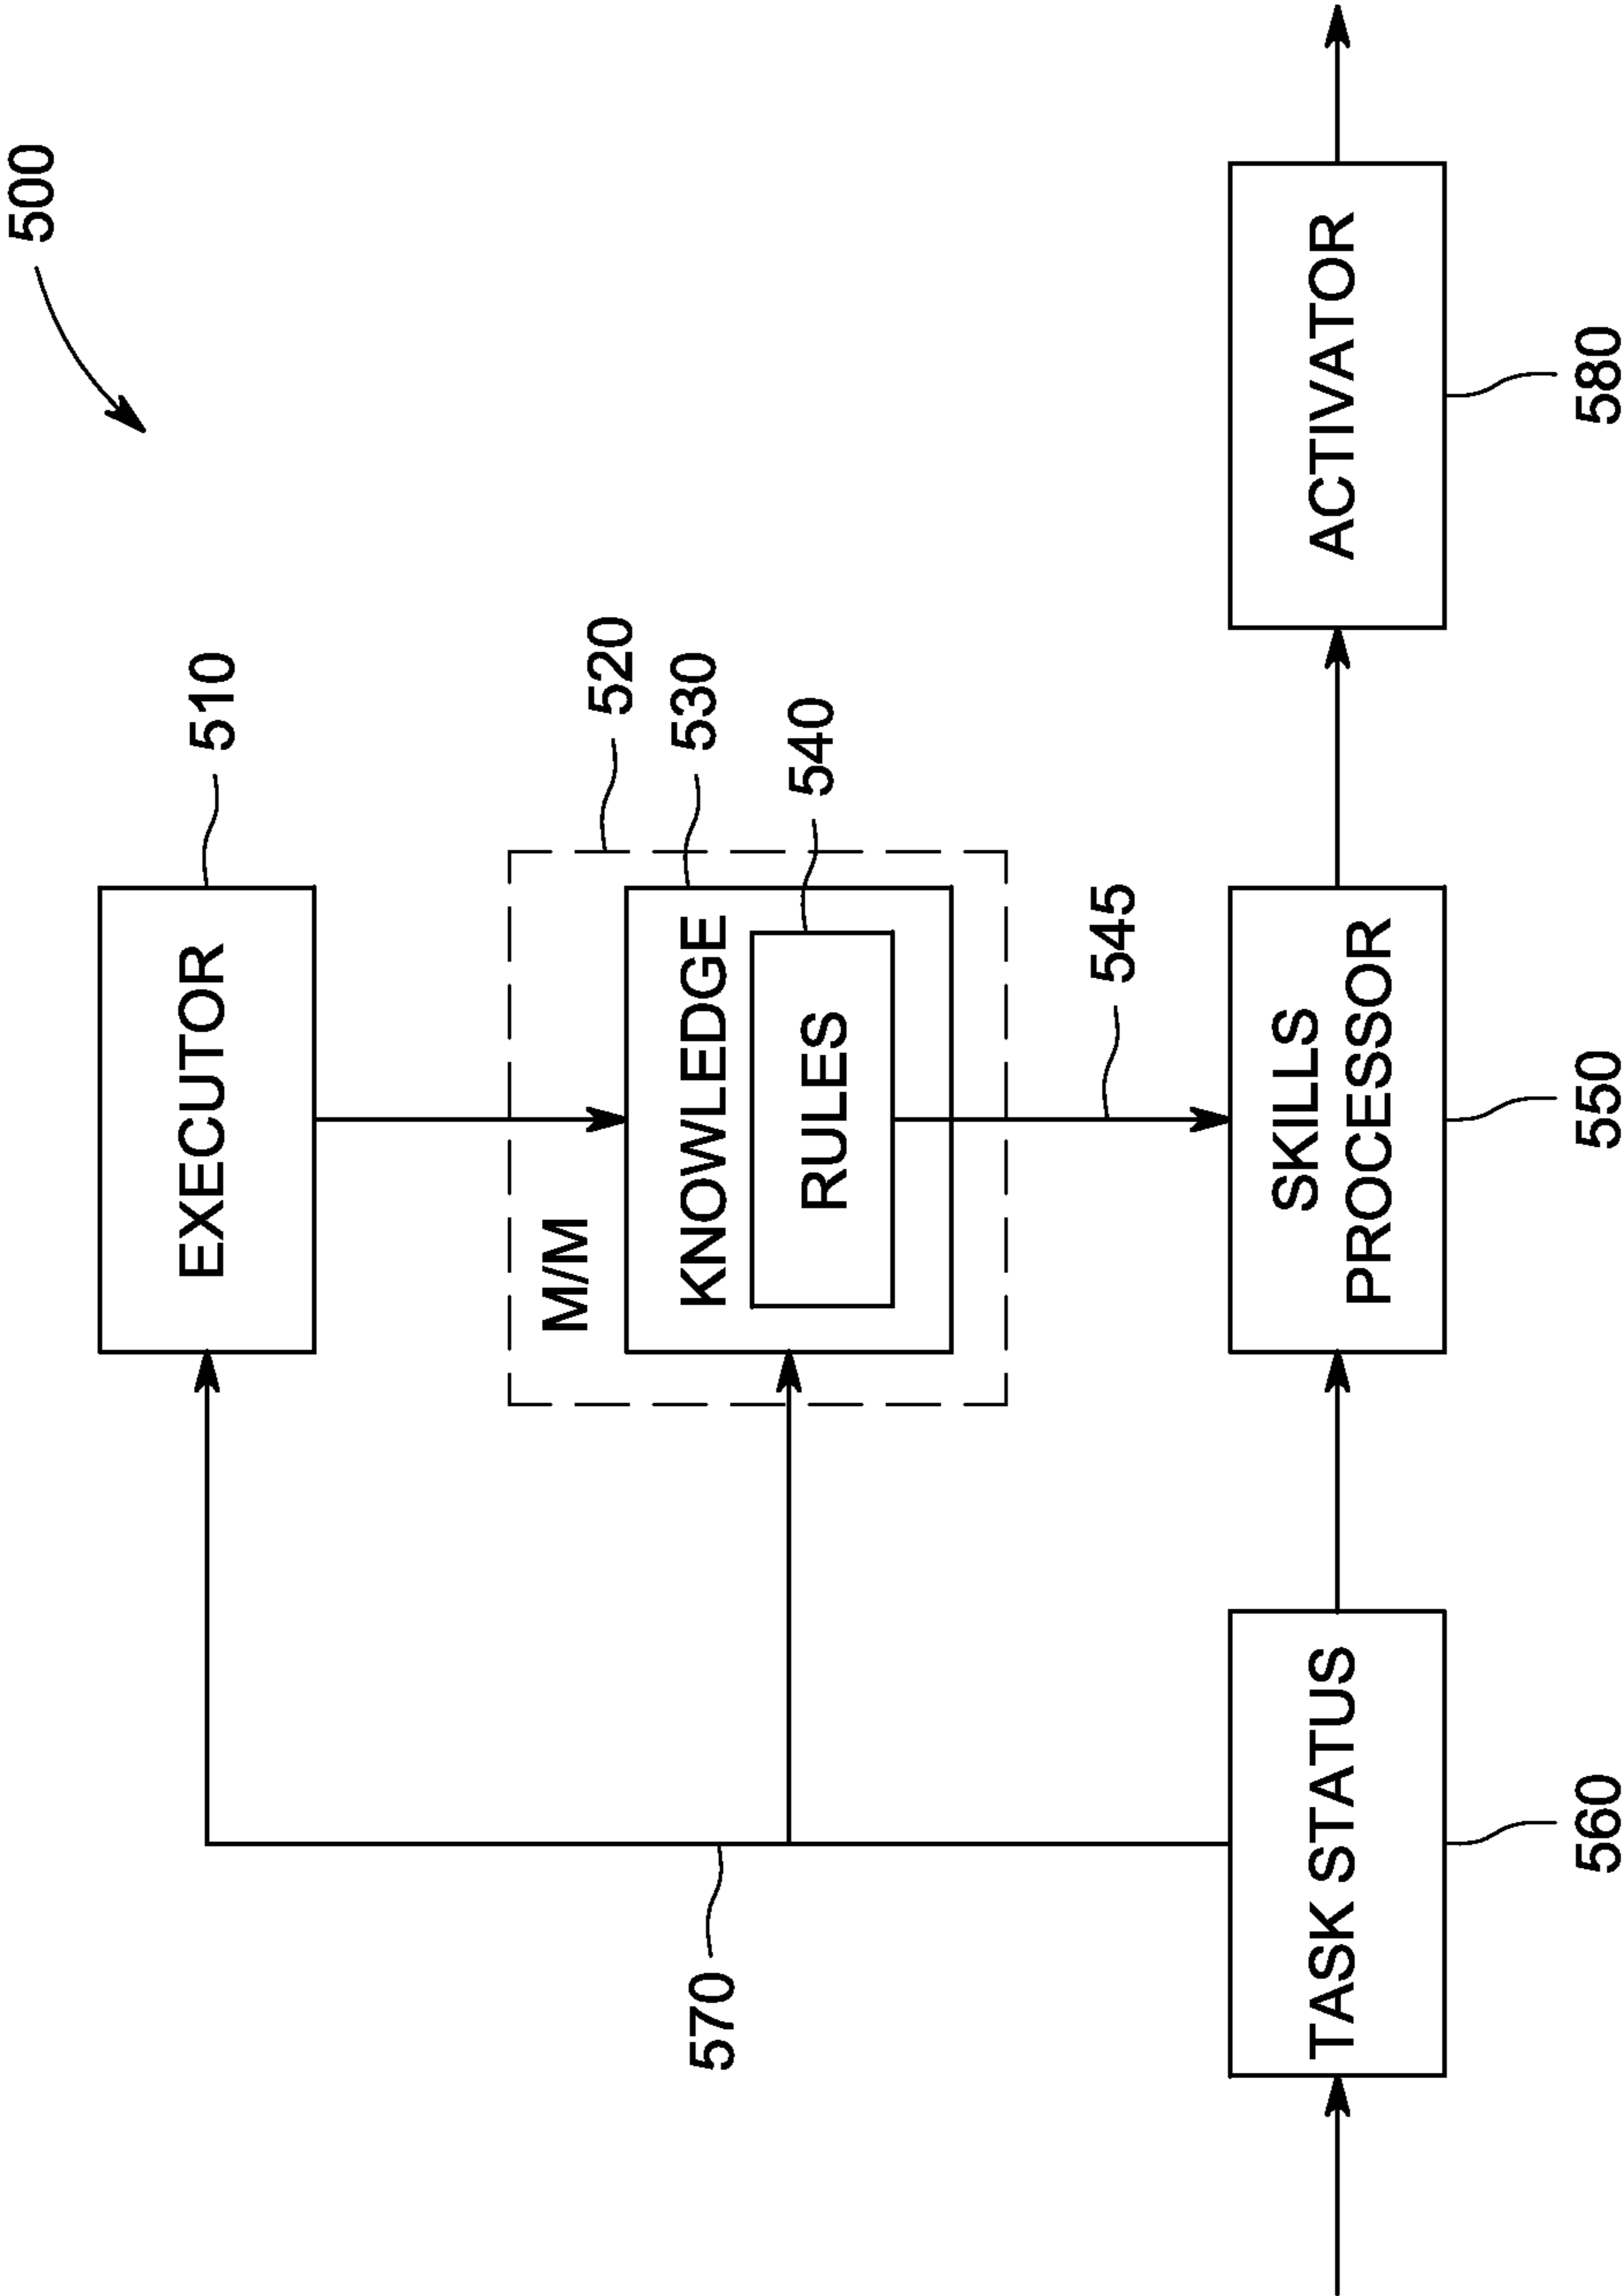 500
EXECUTOR
510
M/M
520
KNOWLEDGE
530
RULES
540
545
570
TASK STATUS
SKILLS
PROCESSOR
ACTIVATOR
560
550
580